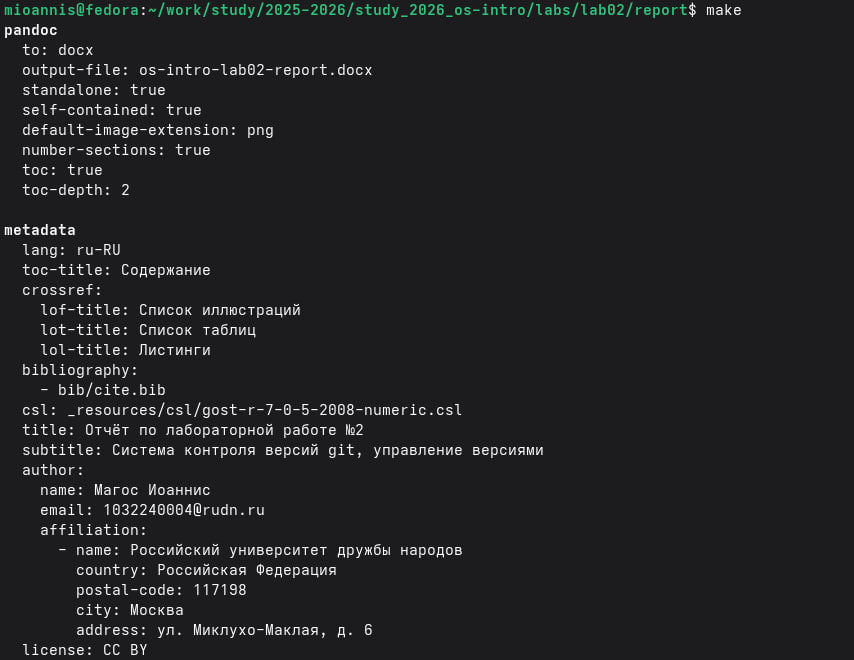 mioannis@fedora:~/work/study/2025-2026/study_2026_os-intro/labs/lab02/report$ make
pandoc
  to: docx
  output-file: os-intro-lab02-report.docx
  standalone: true
  self-contained: true
  default-image-extension: png
  number-sections: true
  toc: true
  toc-depth: 2

metadata
  lang: ru-RU
  toc-title: Содержание
  crossref:
    lof-title: Список иллюстраций
    lot-title: Список таблиц
    lol-title: Листинги
  bibliography:
    - bib/cite.bib
  csl: _resources/csl/gost-r-7-0-5-2008-numeric.csl
  title: Отчёт по лабораторной работе №2
  subtitle: Система контроля версий git, управление версиями
  author:
    name: Магос Иоаннис
    email: 1032240004@rudn.ru
    affiliation:
      - name: Российский университет дружбы народов
        country: Российская Федерация
        postal-code: 117198
        city: Москва
        address: ул. Миклухо-Маклая, д. 6
  license: CC BY